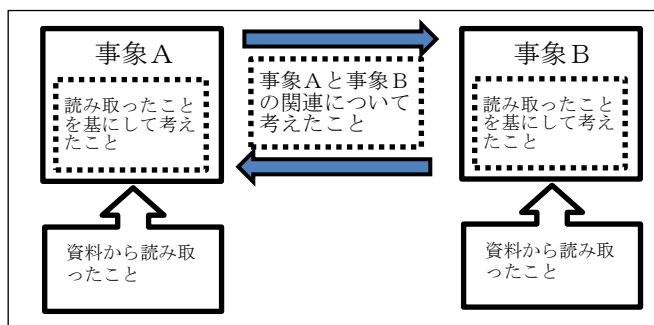 事象A
読み取ったこと
を基にして考え
たこと
資料から読み取
ったこと
事象Aと事象B
の関連について
考えたこと
事象B
読み取ったこと
を基にして考え
たこと
資料から読み取
ったこと